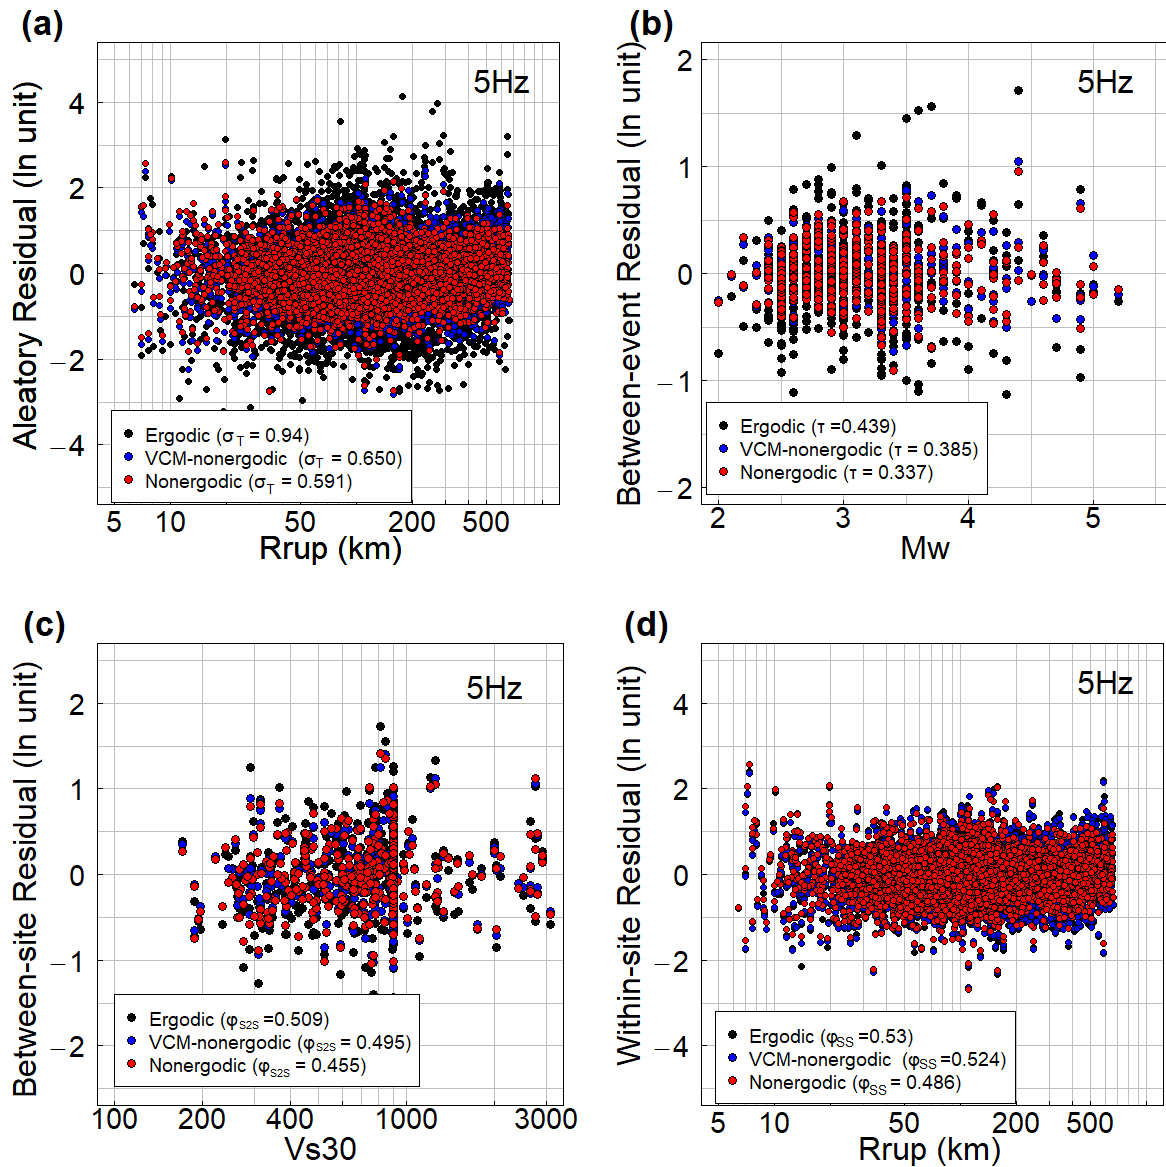 (a)
5Hz
Aleatory Residual (ln unit)
4
2
0
−2
−4
Ergodic (σT = 0.94)
VCM-nonergodic (σT = 0.650)
Nonergodic (σT = 0.591)
5 10 50 200 500
Rrup (km)
(b)
5Hz
Between-event Residual (ln unit)
2
1
0
−1
−2
Ergodic (τ =0.439)
VCM-nonergodic (τ = 0.385)
Nonergodic (τ = 0.337)
2 3 4 5
Mw
(c)
5Hz
Between-site Residual (ln unit)
2
1
0
−1
−2
Ergodic (φS2S =0.509)
VCM-nonergodic (φS2S =0.495)
Nonergodic (φS2S = 0.455)
100 200 400 1000 3000
Vs30
(d)
5Hz
Within-site Residual (ln unit)
4
2
0
−2
−4
Ergodic (φSS =0.53)
VCM-nonergodic (φSS =0.524)
Nonergodic (φSS = 0.486)
5 10 50 200 500
Rrup (km)